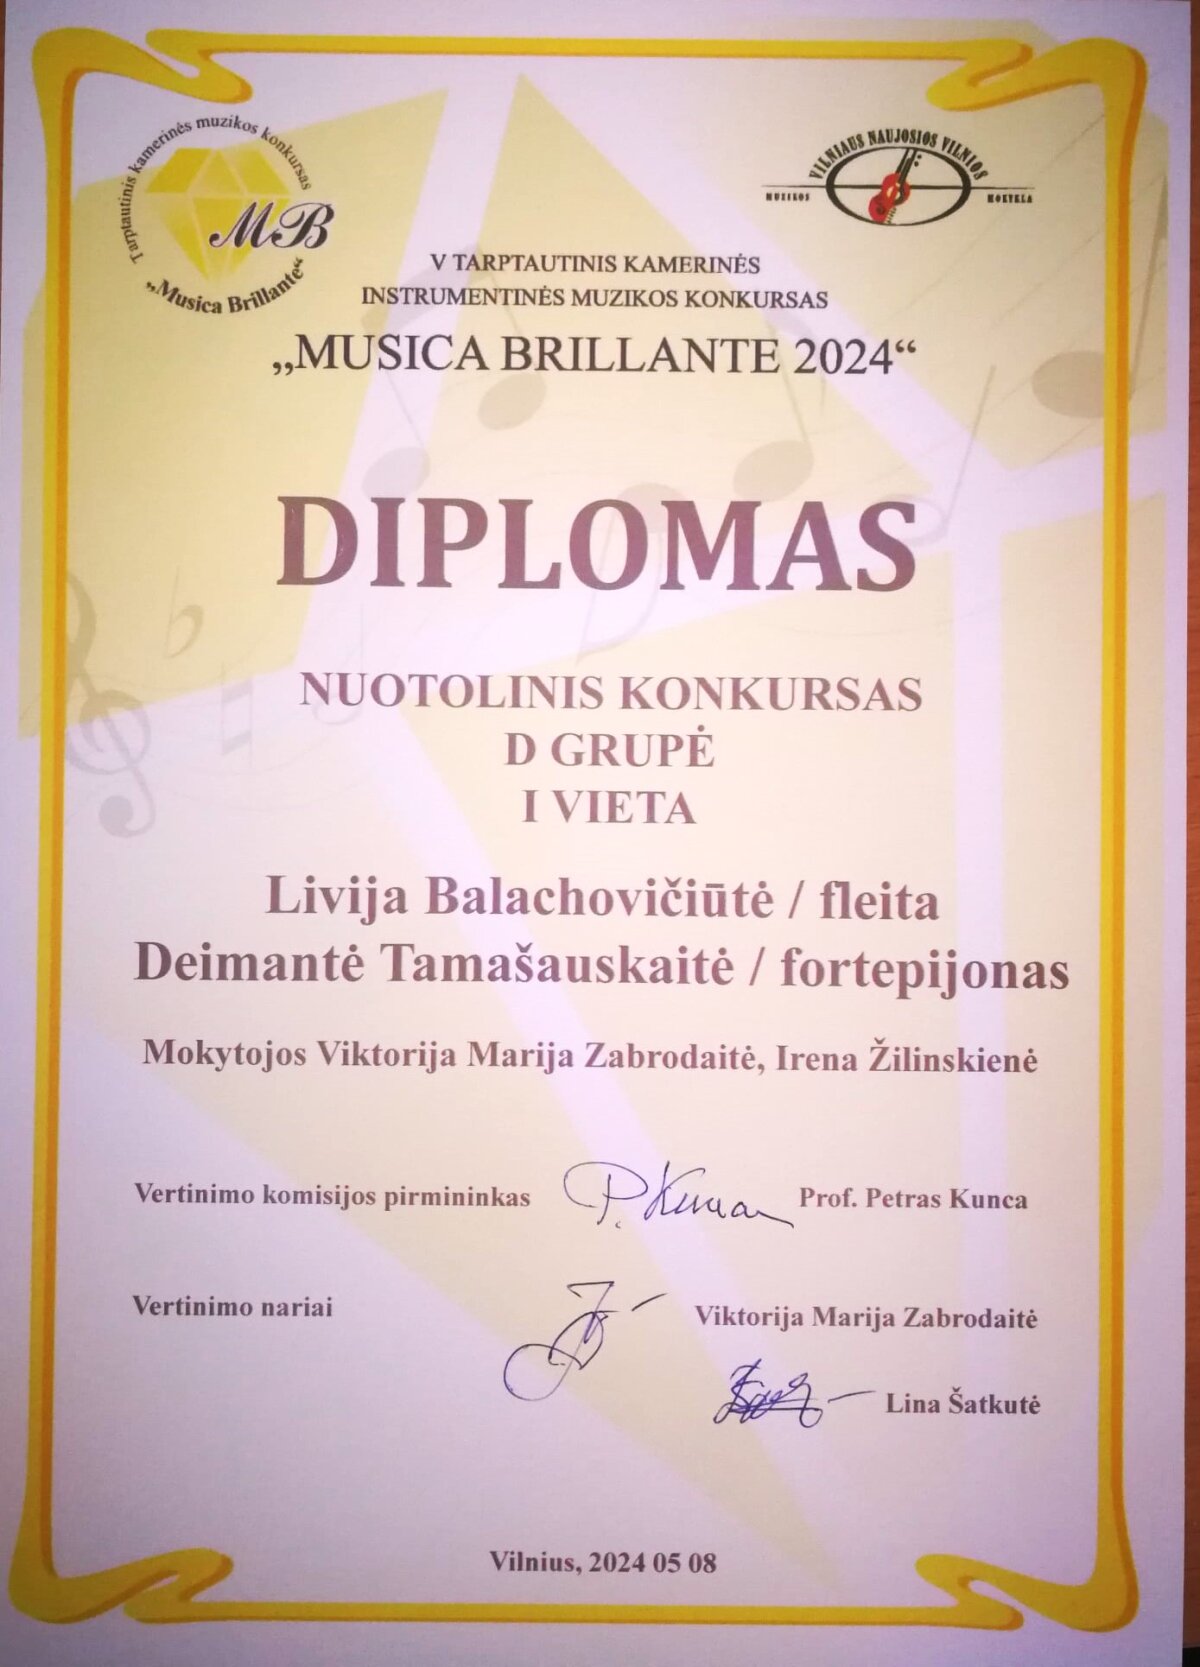 Tarptautinis kamerinės muzikos konkursas
MB
„Musica Brillante“
VILNIAUS NAUJOSIOS VILNIOS
MUZIKOS MOKYKLA
V TARPTAUTINIS KAMERINĖS
INSTRUMENTINĖS MUZIKOS KONKURSAS
„MUSICA BRILLANTE 2024“
DIPLOMAS
NUOTOLINIS KONKURSAS
D GRUPĖ
I VIETA
Livija Balachovičiūtė / fleita
Deimantė Tamašauskaitė / fortepijonas
Mokytojos Viktorija Marija Zabrodaitė, Irena Žilinskienė
Vertinimo komisijos pirmininkas P. Kunca Prof. Petras Kunca
Vertinimo nariai Viktorija Marija Zabrodaitė
Lina Šatkutė
Vilnius, 2024 05 08